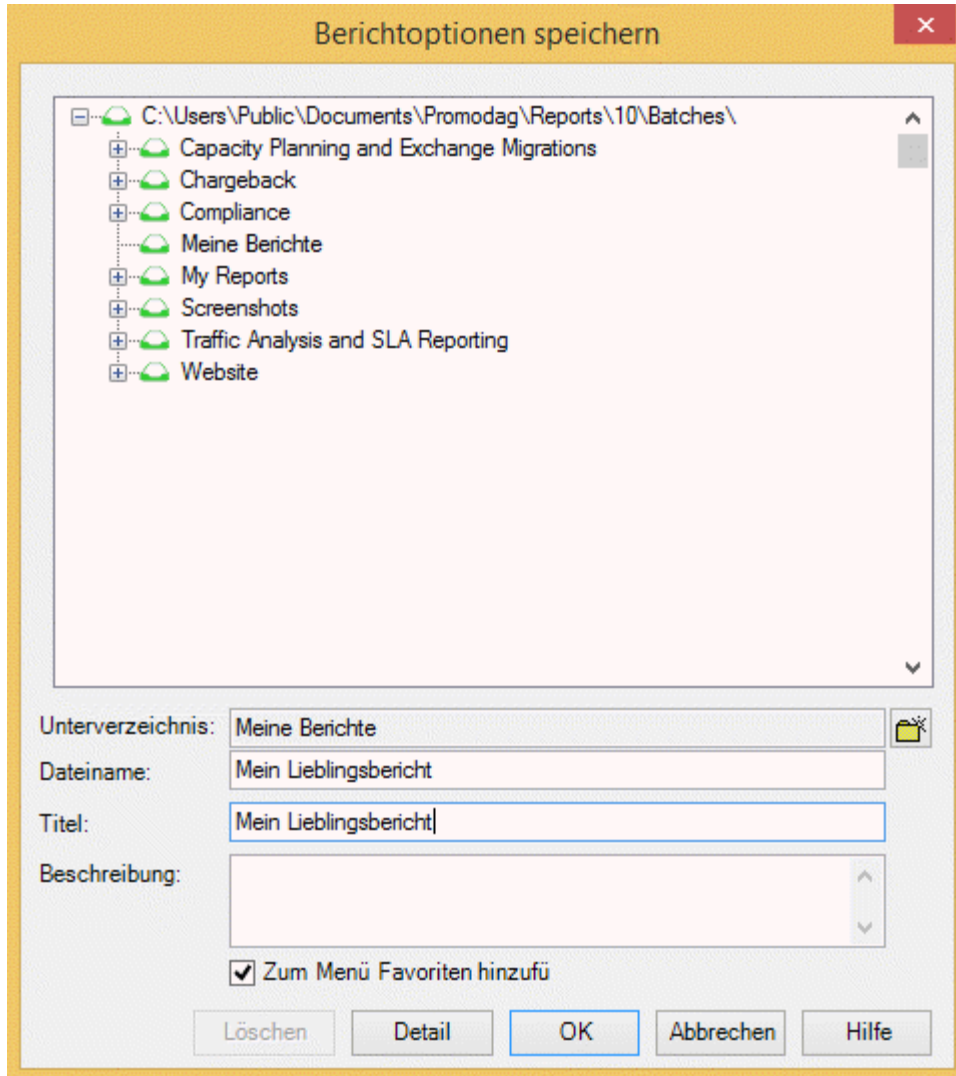 Berichtoptionen speichern
C:\Users\Public\Documents\Promodag\Reports\10\Batches\
Capacity Planning and Exchange Migrations
Chargeback
Compliance
Meine Berichte
My Reports
Screenshots
Traffic Analysis and SLA Reporting
Website
Unterverzeichnis: Meine Berichte
Dateiname: Mein Lieblingsbericht
Titel: Mein Lieblingsbericht
Beschreibung:
Zum Menü Favoriten hinzufü
Löschen Detail OK Abbrechen Hilfe